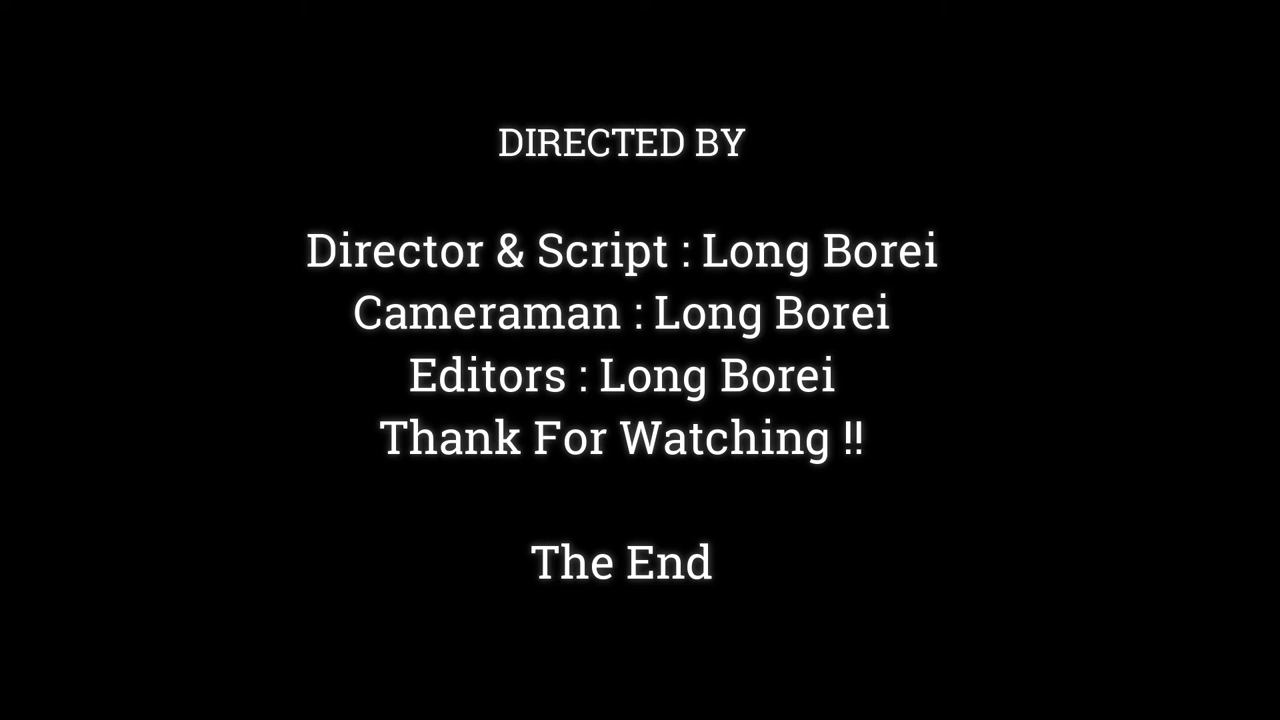 DIRECTED BY
Director & Script : Long Borei
Cameraman : Long Borei
Editors : Long Borei
Thank For Watching !!
The End